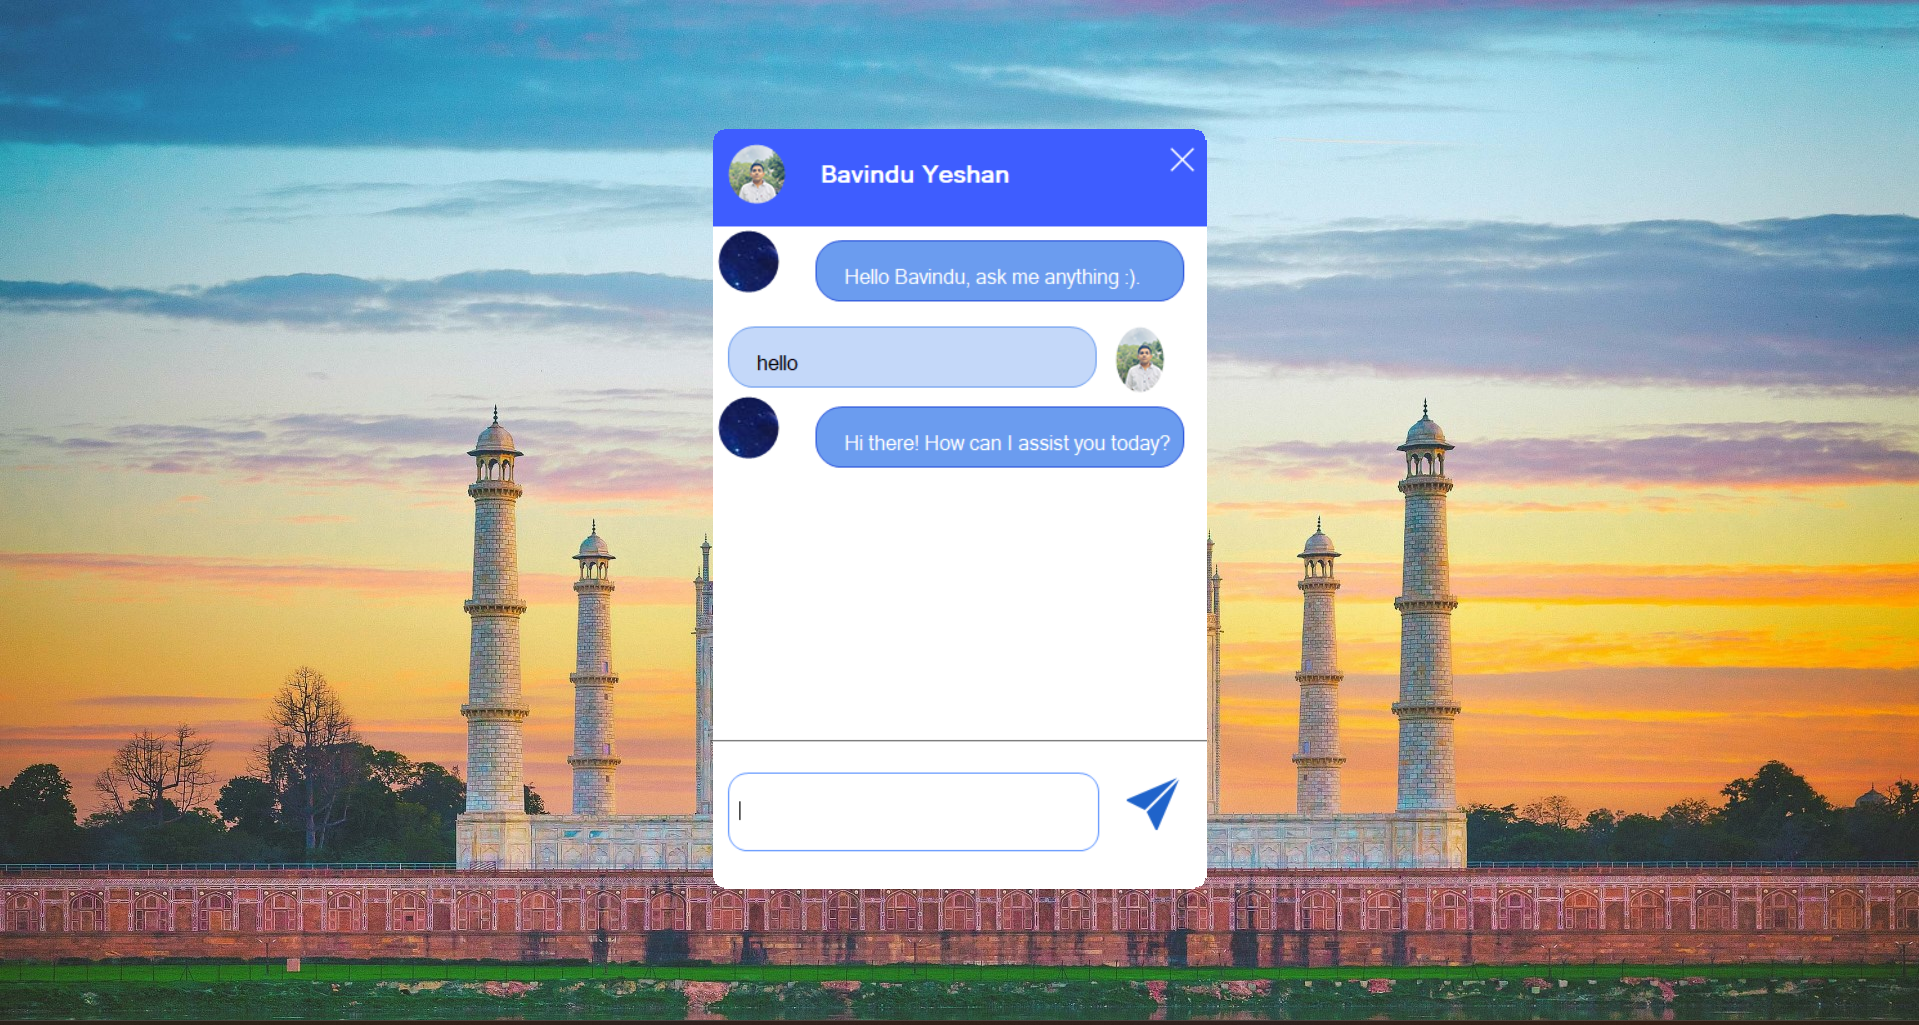 Bavindu Yeshan
Hello Bavindu, ask me anything :).
hello
Hi there! How can I assist you today?